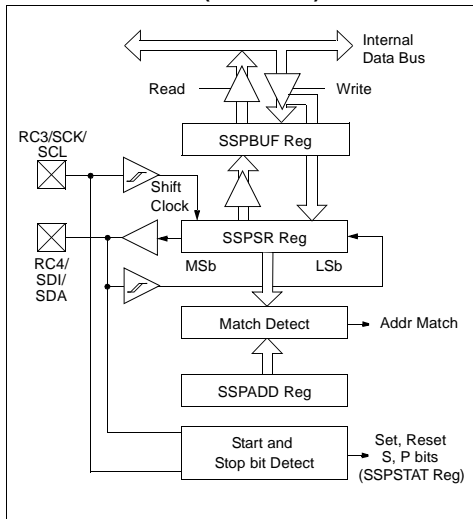 Internal
Data Bus
Read
Write
RC3/SCK/
SCL
SSPBUF Reg
Shift
Clock
SSPSR Reg
MSb
LSb
RC4/
SDI/
SDA
Match Detect
Addr Match
SSPADD Reg
Start and
Stop bit Detect
Set, Reset
S, P bits
(SSPSTAT Reg)